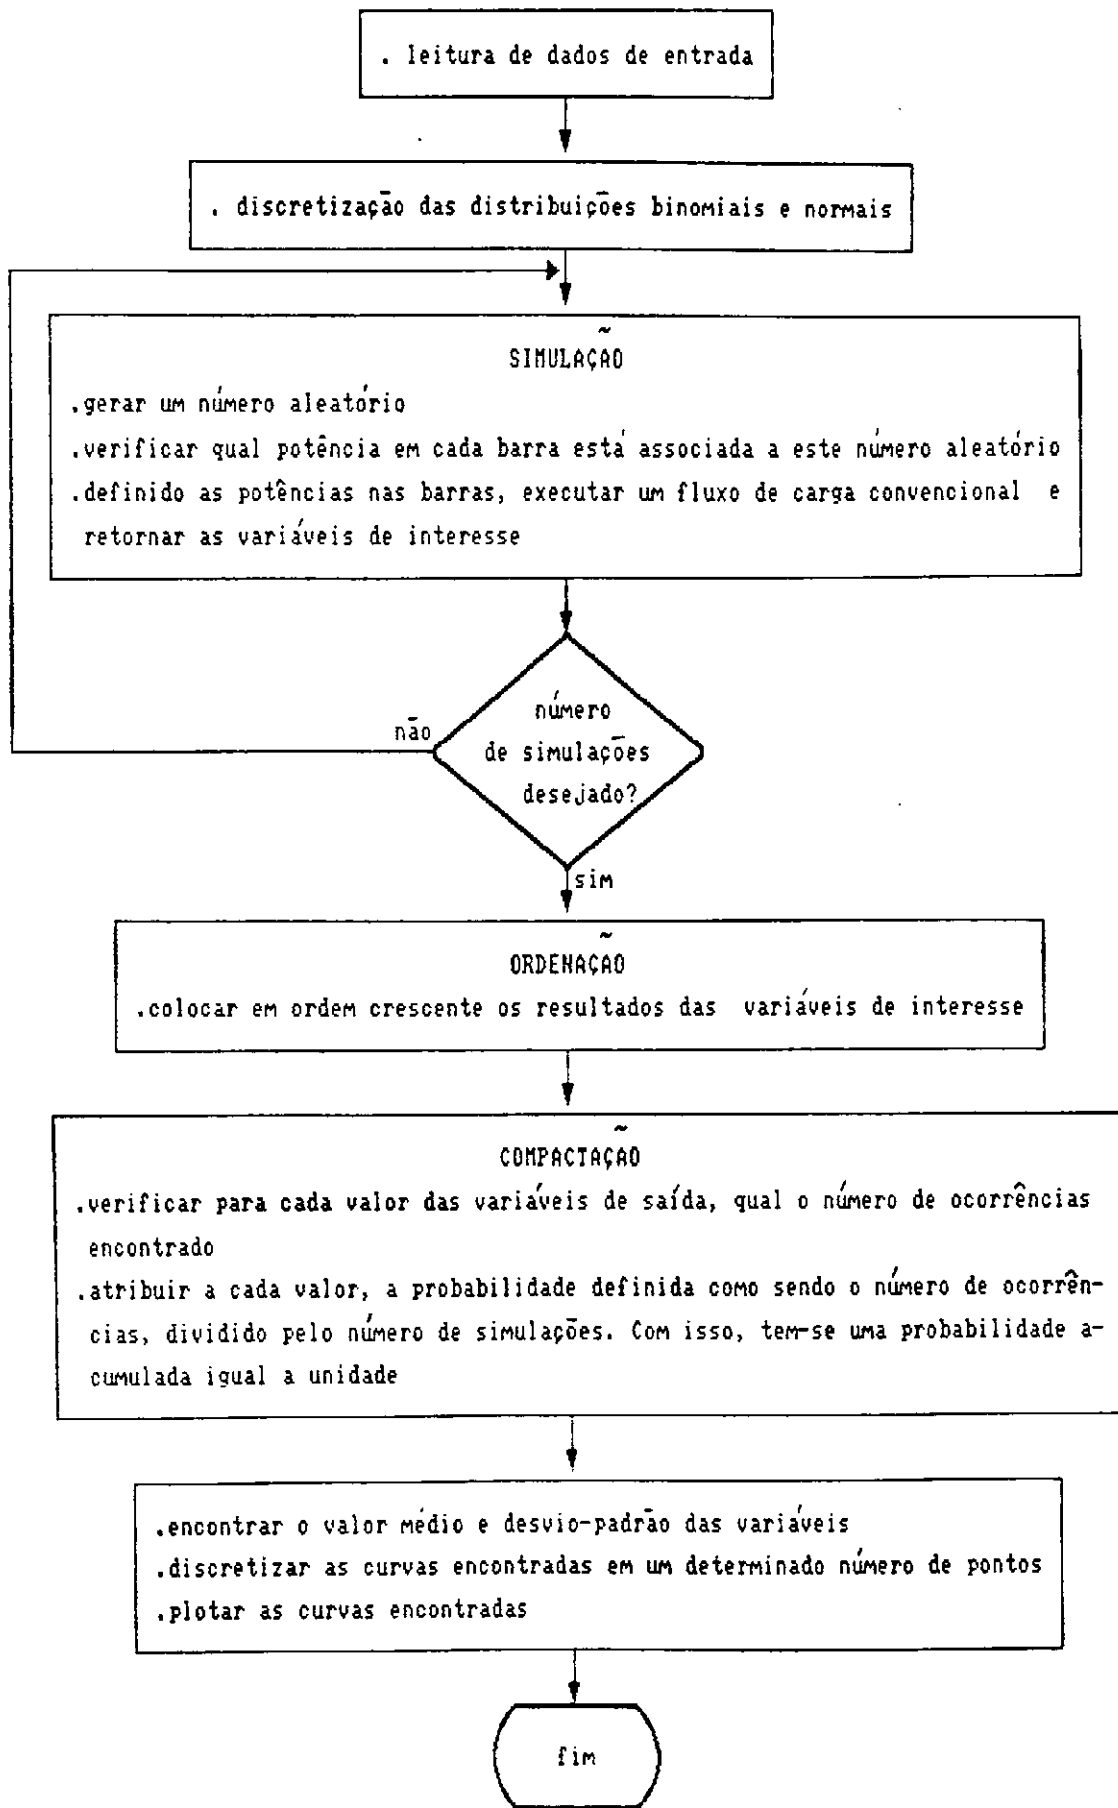 . leitura de dados de entrada
. discretização das distribuições binomiais e normais
SIMULAÇÃO
.gerar um número aleatório
.verificar qual potência em cada barra está associada a este número aleatório
.definido as potências nas barras, executar um fluxo de carga convencional e
retornar as variáveis de interesse
número
de simulações
desejado?
não
sim
ORDENAÇÃO
.colocar em ordem crescente os resultados das variáveis de interesse
COMPACTAÇÃO
.verificar para cada valor das variáveis de saída, qual o número de ocorrências
encontrado
.atribuir a cada valor, a probabilidade definida como sendo o número de ocorrên-
cias, dividido pelo número de simulações. Com isso, tem-se uma probabilidade a-
cumulada igual a unidade
.encontrar o valor médio e desvio-padrão das variáveis
.discretizar as curvas encontradas em um determinado número de pontos
.plotar as curvas encontradas
fim